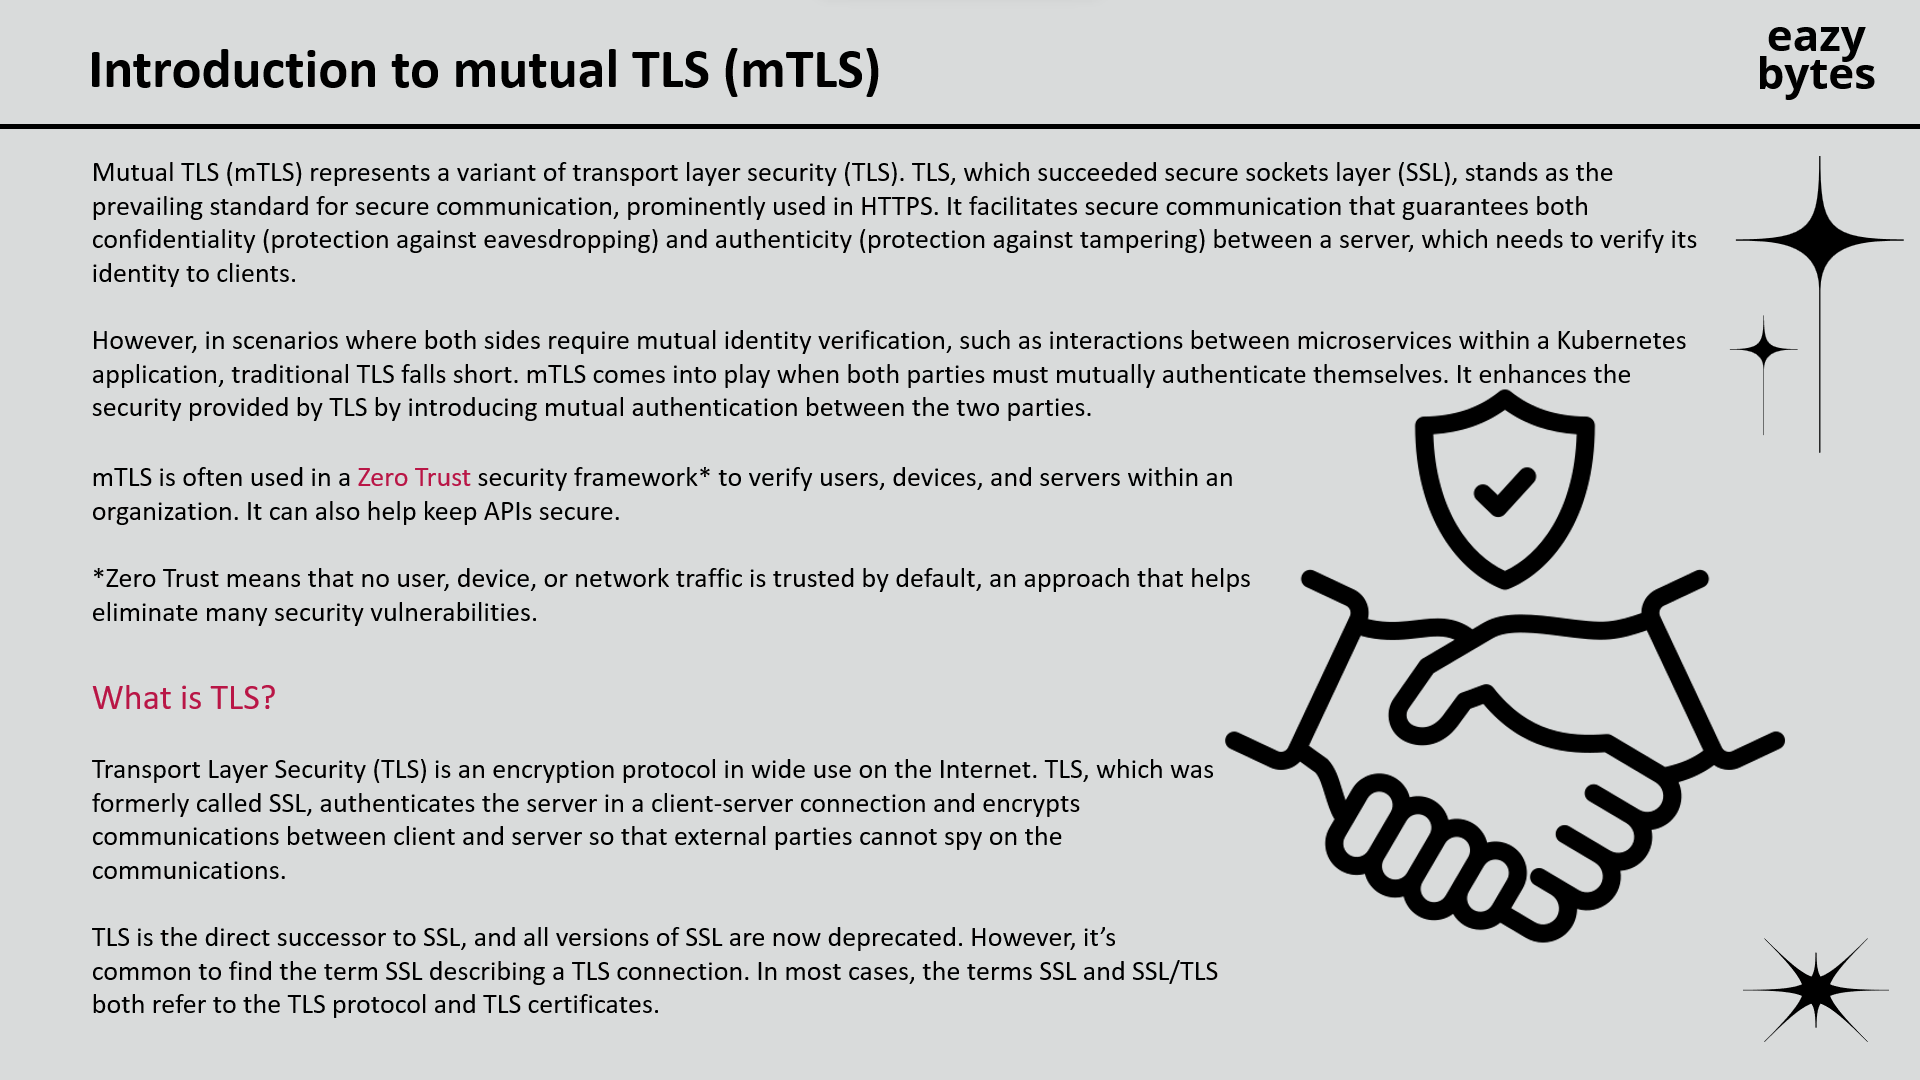 Introduction to mutual TLS (mTLS)
eazy
bytes
Mutual TLS (mTLS) represents a variant of transport layer security (TLS). TLS, which succeeded secure sockets layer (SSL), stands as the
prevailing standard for secure communication, prominently used in HTTPS. It facilitates secure communication that guarantees both
confidentiality (protection against eavesdropping) and authenticity (protection against tampering) between a server, which needs to verify its
identity to clients.
However, in scenarios where both sides require mutual identity verification, such as interactions between microservices within a Kubernetes
application, traditional TLS falls short. mTLS comes into play when both parties must mutually authenticate themselves. It enhances the
security provided by TLS by introducing mutual authentication between the two parties.
mTLS is often used in a Zero Trust security framework* to verify users, devices, and servers within an
organization. It can also help keep APIs secure.
*Zero Trust means that no user, device, or network traffic is trusted by default, an approach that helps
eliminate many security vulnerabilities.
What is TLS?
Transport Layer Security (TLS) is an encryption protocol in wide use on the Internet. TLS, which was
formerly called SSL, authenticates the server in a client-server connection and encrypts
communications between client and server so that external parties cannot spy on the
communications.
TLS is the direct successor to SSL, and all versions of SSL are now deprecated. However, it’s
common to find the term SSL describing a TLS connection. In most cases, the terms SSL and SSL/TLS
both refer to the TLS protocol and TLS certificates.